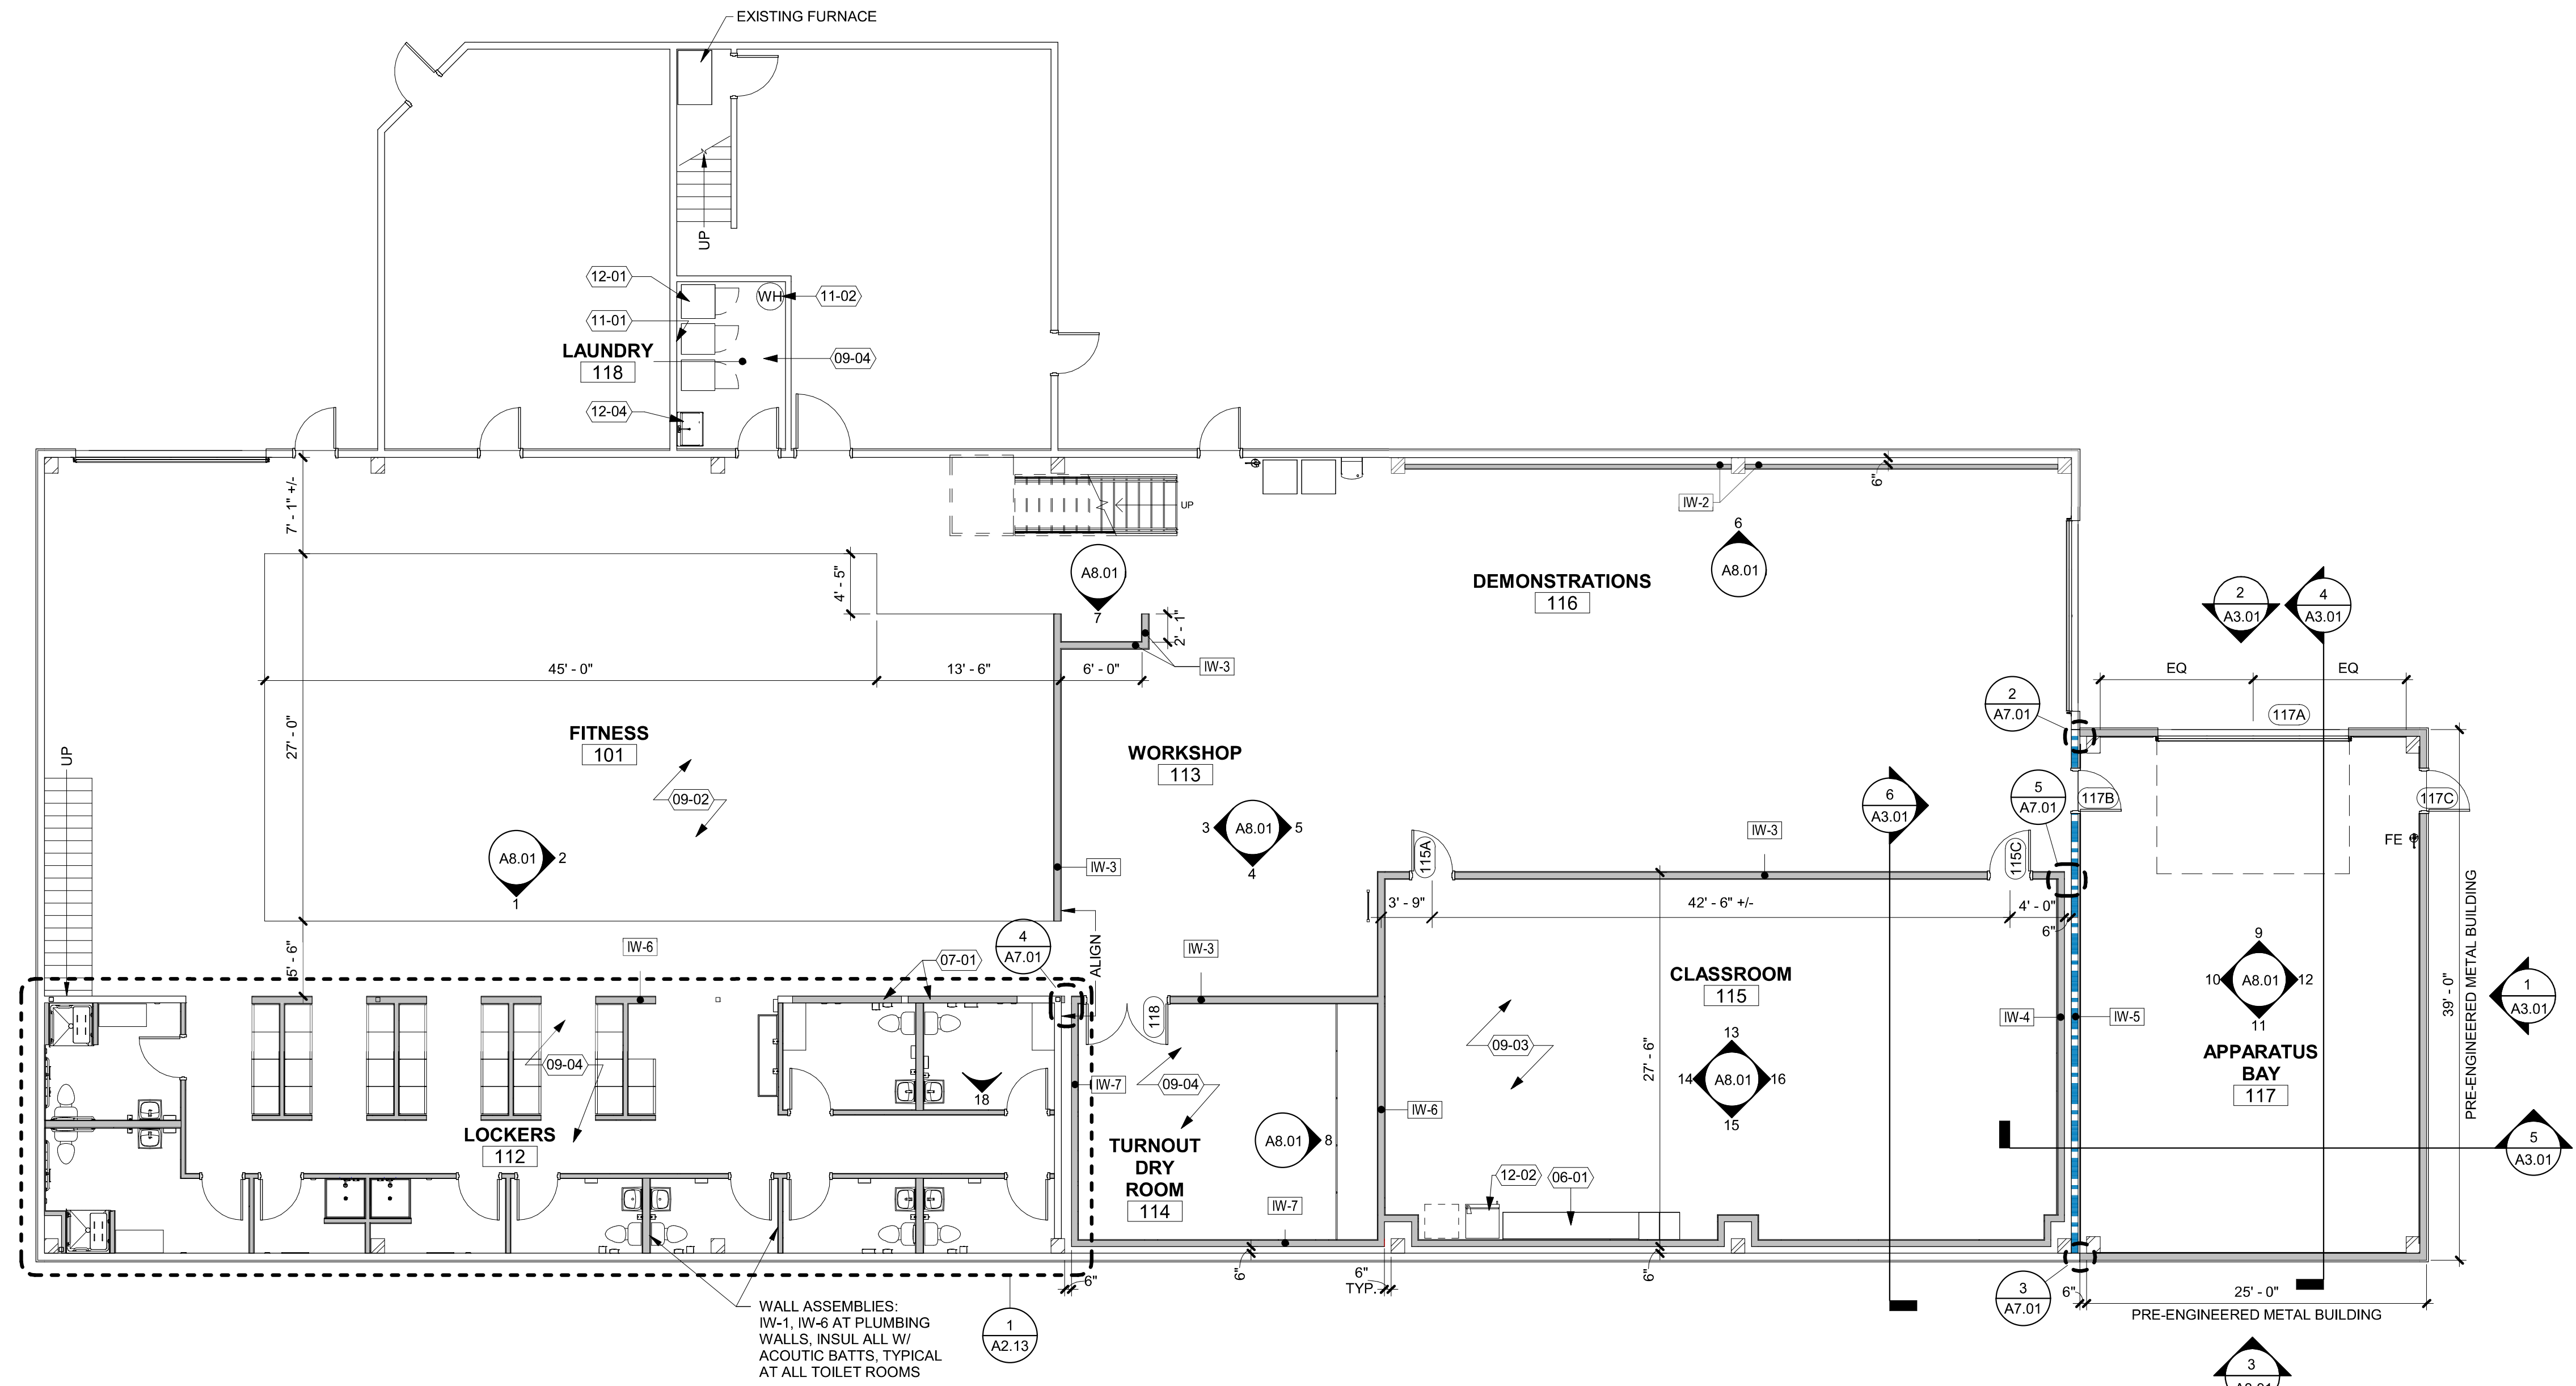 EXISTING FURNACE
UP
12-01
WH
11-02
11-01
LAUNDRY
118
09-04
12-04
7' - 1" +/-
6"
IW-2
UP
6
A8.01
A8.01
7
4' - 5"
2' - 1"
DEMONSTRATIONS
116
2
A3.01
4
A3.01
IW-3
45' - 0"
13' - 6"
6' - 0"
EQ
EQ
2
A7.01
117A
27' - 0"
FITNESS
101
UP
WORKSHOP
113
09-02
6
A3.01
5
A7.01
117B
117C
3
A8.01
5
4
IW-3
FE
A8.01
2
1
IW-3
115A
115C
3' - 9"
42' - 6" +/-
4' - 0"
6"
PRE-ENGINEERED METAL BUILDING
39' - 0"
5' - 6"
IW-6
07-01
4
A7.01
ALIGN
IW-3
CLASSROOM
115
9
10
A8.01
12
11
1
A3.01
118
IW-4
IW-5
09-04
09-03
27' - 6"
APPARATUS
BAY
117
18
IW-7
09-04
13
14
A8.01
16
15
IW-6
LOCKERS
112
TURNOUT
DRY
ROOM
114
A8.01
8
5
A3.01
12-02
06-01
IW-7
6"
6"
6"
TYP.
6"
6"
3
A7.01
25' - 0"
PRE-ENGINEERED METAL BUILDING
WALL ASSEMBLIES:
IW-1, IW-6 AT PLUMBING
WALLS, INSUL ALL W/
ACOUTIC BATTS, TYPICAL
AT ALL TOILET ROOMS
1
A2.13
3